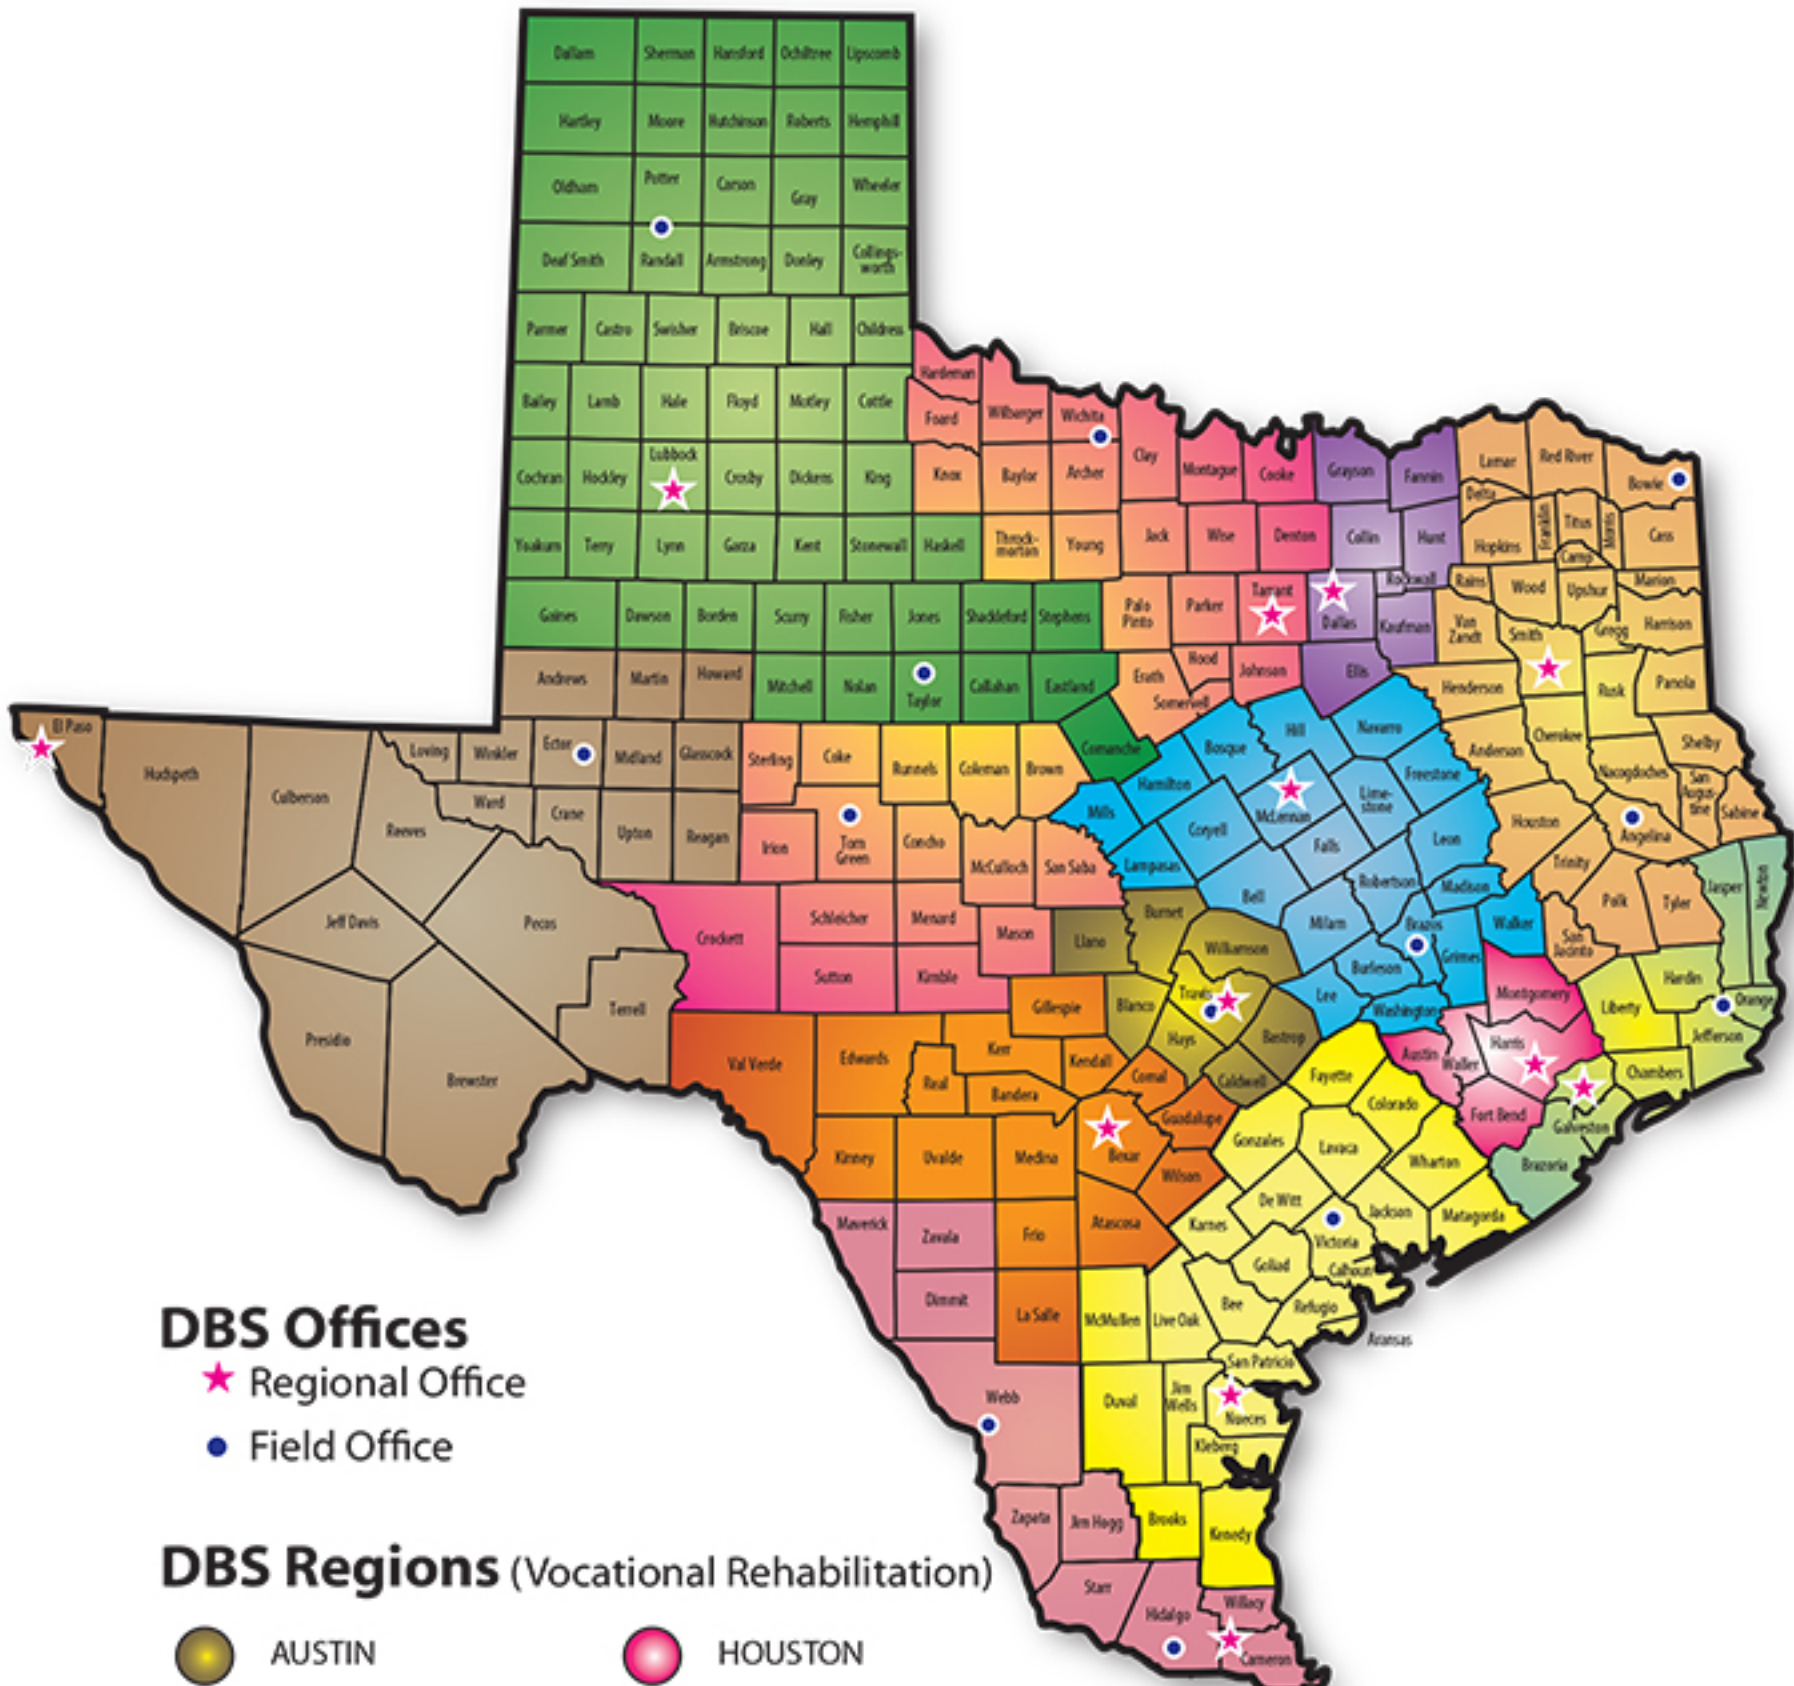 Dallam Sherman Hansford Ochiltree Lipscomb
Hartley Moore Hutchinson Roberts Hemphill
Oldham Potter Carson Gray Wheeler
Deaf Smith Randall Armstrong Donley Collings-
worth
Parmer Castro Swisher Briscoe Hall Childress
Hardeman
Bailey Lamb Hale Floyd Motley Cottle Foard Wilbarger Wichita
Cochran Hockley Lubbock Crosby Dickens King Knox Baylor Archer Clay Montague Cooke Grayson Fannin Lamar Red River Bowie
Delta
Yoakum Terry Lynn Garza Kent Stonewall Haskell Throck-
morton Young Jack Wise Denton Collin Hunt Hopkins Franklin Titus Morris Cass
Camp
Gaines Dawson Borden Scurry Fisher Jones Shackleford Stephens Palo
Pinto Parker Tarrant Dallas Rockwall Kaufman Rains Wood Upshur Marion
Van
Zandt Smith Gregg Harrison
Andrews Martin Howard Mitchell Nolan Taylor Callahan Eastland Erath Hood Somervell Johnson Ellis Henderson Rusk Panola
El Paso Hudspeth Culberson Reeves Loving Winkler Ector Midland Glasscock Sterling Coke Runnels Coleman Brown Comanche Hamilton Bosque Hill Navarro Anderson Cherokee Nacogdoches Shelby
Ward Crane Upton Reagan Irion Tom
Green Concho McCulloch San Saba Mills Lampasas Coryell McLennan Lime-
stone Freestone Falls Leon Houston Angelina San
Augus-
tine Sabine
Trinity Polk Tyler Jasper Newton
Jeff Davis Pecos Crockett Schleicher Menard Mason Llano Burnet Bell Milam Robertson Madison Brazos Walker Grimes San
Jacinto
Presidio Brewster Terrell Sutton Kimble Gillespie Blanco Williamson Travis Lee Burleson Washington Montgomery Liberty Hardin Orange
Val Verde Edwards Real Kerr Kendall Bandera Comal Hays Bastrop Caldwell Fayette Austin Waller Harris Chambers Jefferson
Kinney Uvalde Medina Bexar Guadalupe Wilson Gonzales Lavaca Colorado Wharton Fort Bend Galveston Brazoria
Maverick Zavala Frio Atascosa Karnes De Witt Victoria Jackson Matagorda
Dimmit La Salle McMullen Live Oak Bee Goliad Calhoun Refugio Aransas
San Patricio
Webb Duval Jim
Wells Nueces
Kleberg
Zapata Jim Hogg Brooks Kenedy
Starr Hidalgo Willacy
Cameron
DBS Offices
Regional Office
Field Office
DBS Regions (Vocational Rehabilitation)
AUSTIN HOUSTON